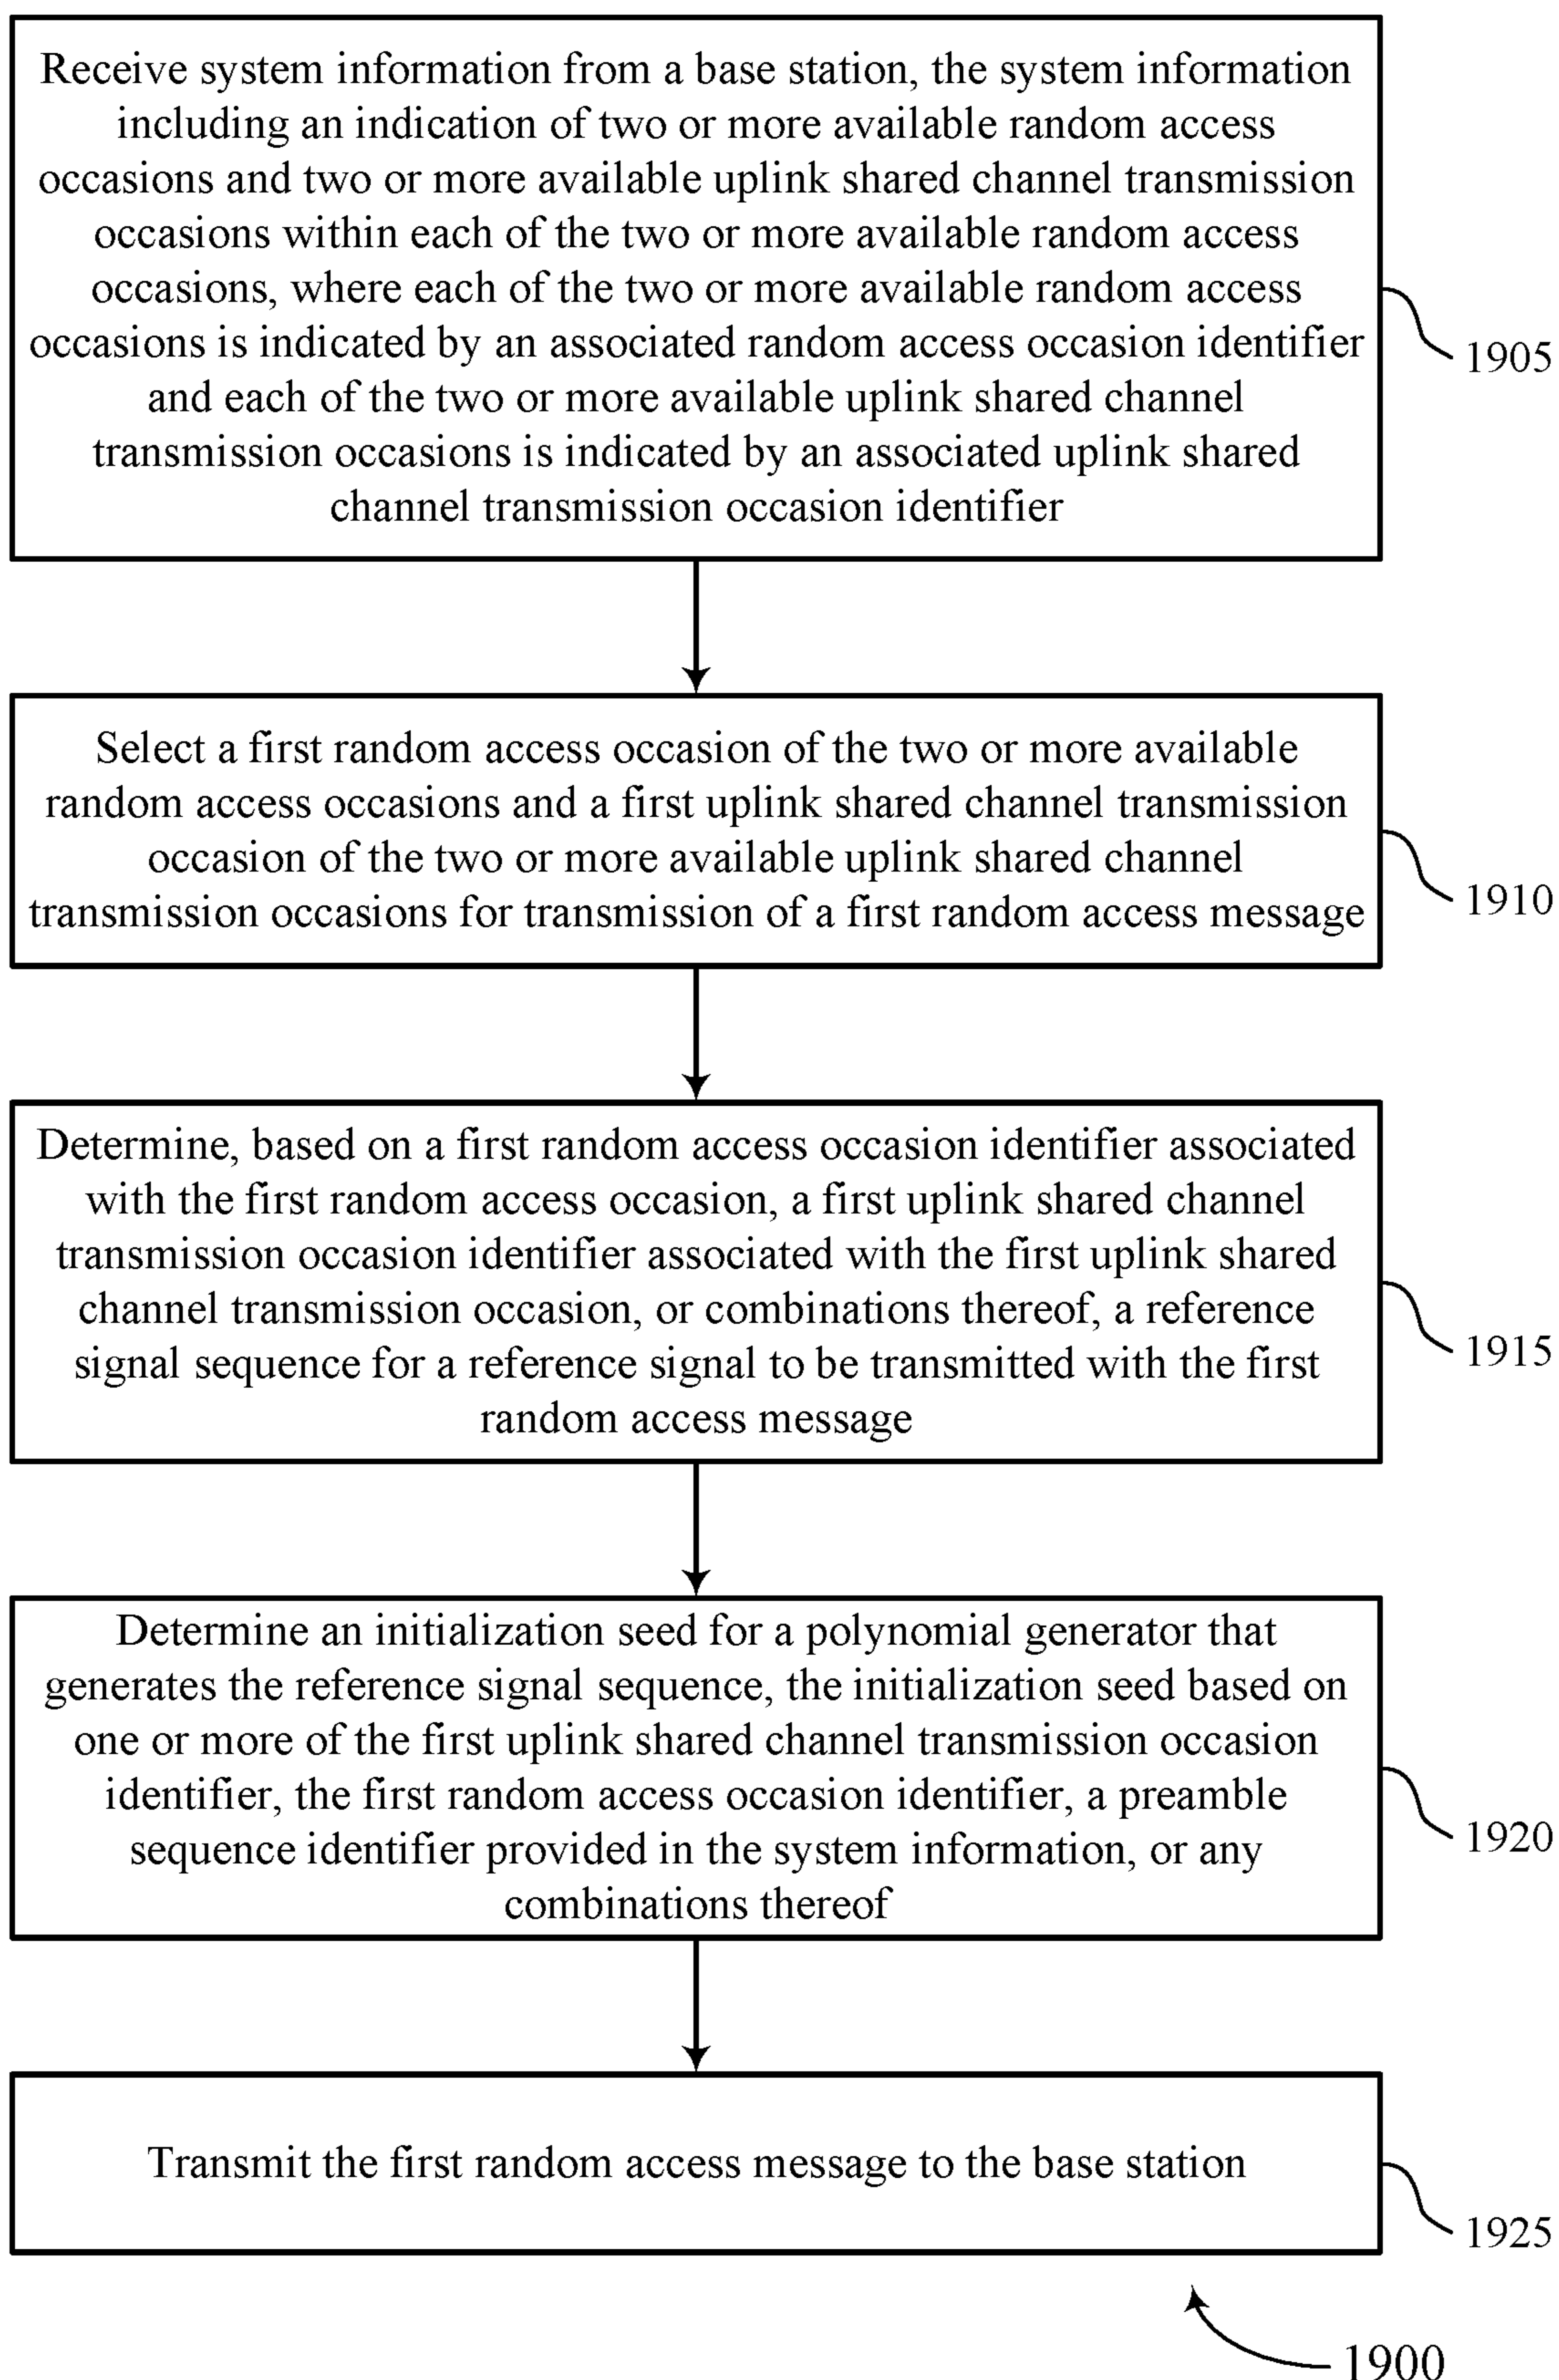 Receive system information from a base station, the system information
including an indication of two or more available random access
occasions and two or more available uplink shared channel transmission
occasions within each of the two or more available random access
occasions, where each of the two or more available random access
occasions is indicated by an associated random access occasion identifier
and each of the two or more available uplink shared channel
transmission occasions is indicated by an associated uplink shared
channel transmission occasion identifier
1905
Select a first random access occasion of the two or more available
random access occasions and a first uplink shared channel transmission
occasion of the two or more available uplink shared channel
transmission occasions for transmission of a first random access message
1910
Determine, based on a first random access occasion identifier associated
with the first random access occasion, a first uplink shared channel
transmission occasion identifier associated with the first uplink shared
channel transmission occasion, or combinations thereof, a reference
signal sequence for a reference signal to be transmitted with the first
random access message
1915
Determine an initialization seed for a polynomial generator that
generates the reference signal sequence, the initialization seed based on
one or more of the first uplink shared channel transmission occasion
identifier, the first random access occasion identifier, a preamble
sequence identifier provided in the system information, or any
combinations thereof
1920
Transmit the first random access message to the base station
1925
1900